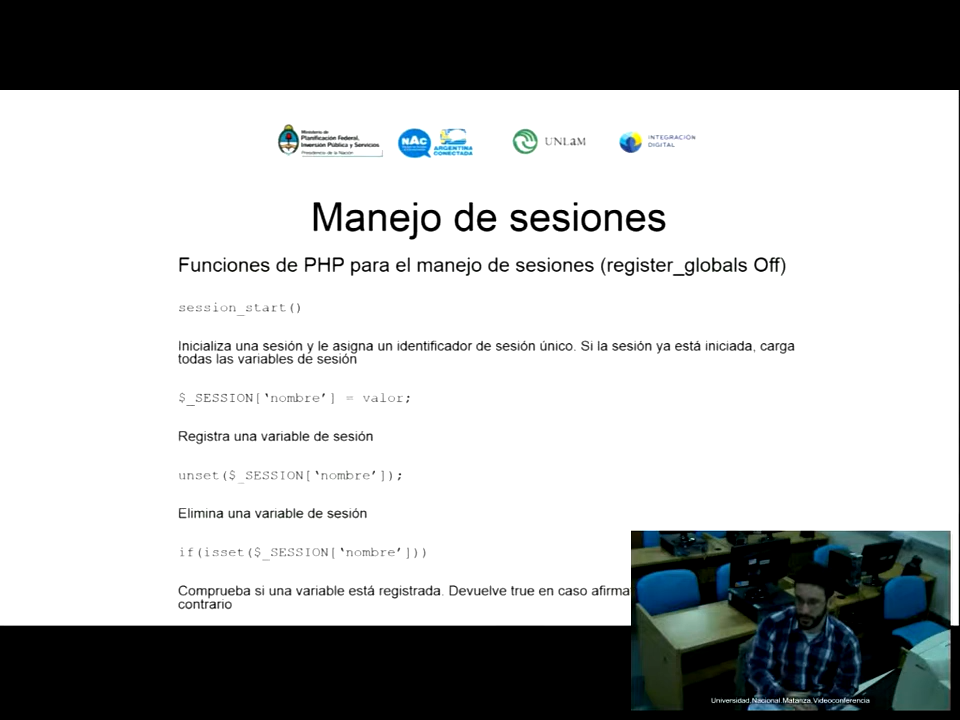 Ministerio de
Planificación Federal,
Inversión Pública y Servicios
Presidencia de la Nación
NAC
ARGENTINA
CONECTADA
UNLaM
INTEGRACIÓN
DIGITAL
Manejo de sesiones
Funciones de PHP para el manejo de sesiones (register_globals Off)
session_start()
Inicializa una sesión y le asigna un identificador de sesión único. Si la sesión ya está iniciada, carga
todas las variables de sesión
$_SESSION[‘nombre’] = valor;
Registra una variable de sesión
unset($_SESSION[‘nombre’]);
Elimina una variable de sesión
if(isset($_SESSION[‘nombre’]))
Comprueba si una variable está registrada. Devuelve true en caso afirma
contrario
Universidad.Nacional.Matanza.Videoconferencia